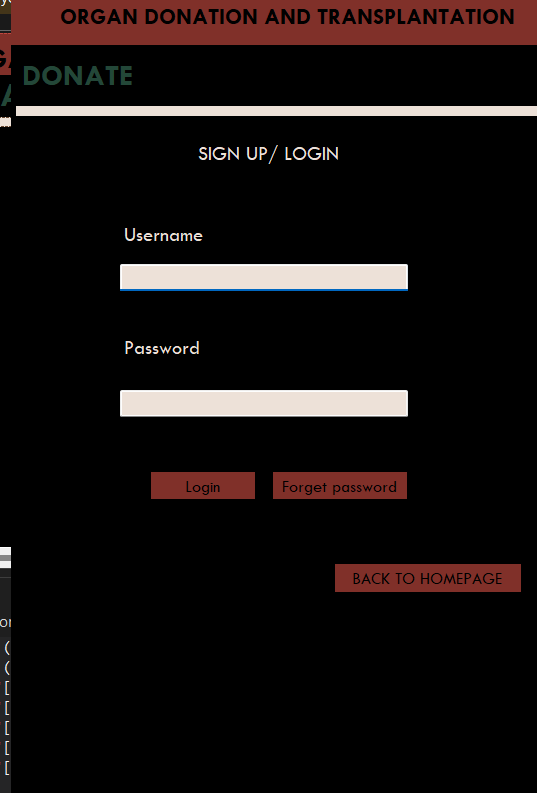 ORGAN DONATION AND TRANSPLANTATION
DONATE
SIGN UP/ LOGIN
Username
Password
Login
Forget password
BACK TO HOMEPAGE